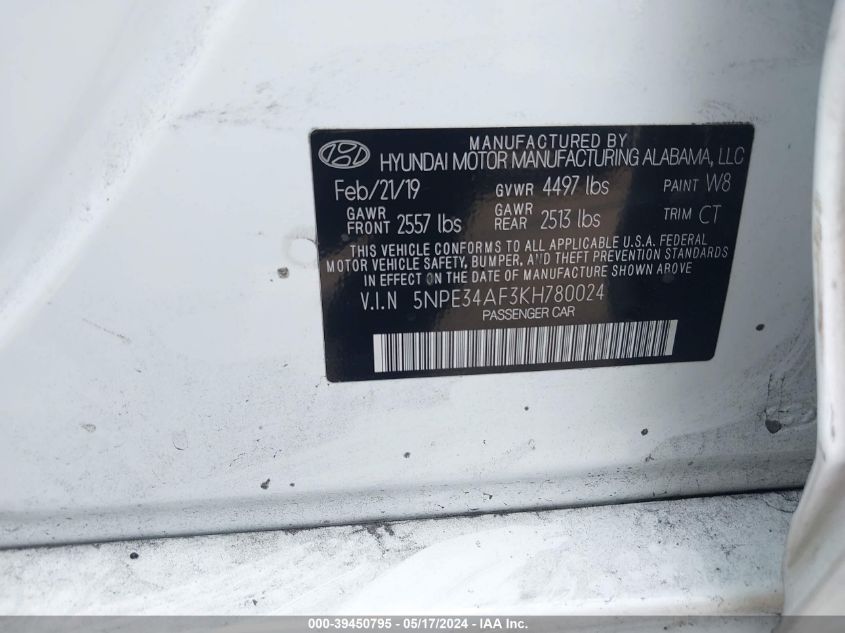 MANUFACTURED BY
HYUNDAI MOTOR MANUFACTURING ALABAMA, LLC
Feb/21/19 GVWR 4497 lbs PAINT W8
GAWR FRONT 2557 lbs GAWR REAR 2513 lbs TRIM CT
THIS VEHICLE CONFORMS TO ALL APPLICABLE U.S.A. FEDERAL
MOTOR VEHICLE SAFETY, BUMPER, AND THEFT PREVENTION STANDARDS
IN EFFECT ON THE DATE OF MANUFACTURE SHOWN ABOVE
V.I.N 5NPE34AF3KH780024
PASSENGER CAR
000-39450795 - 05/17/2024 - IAA Inc.